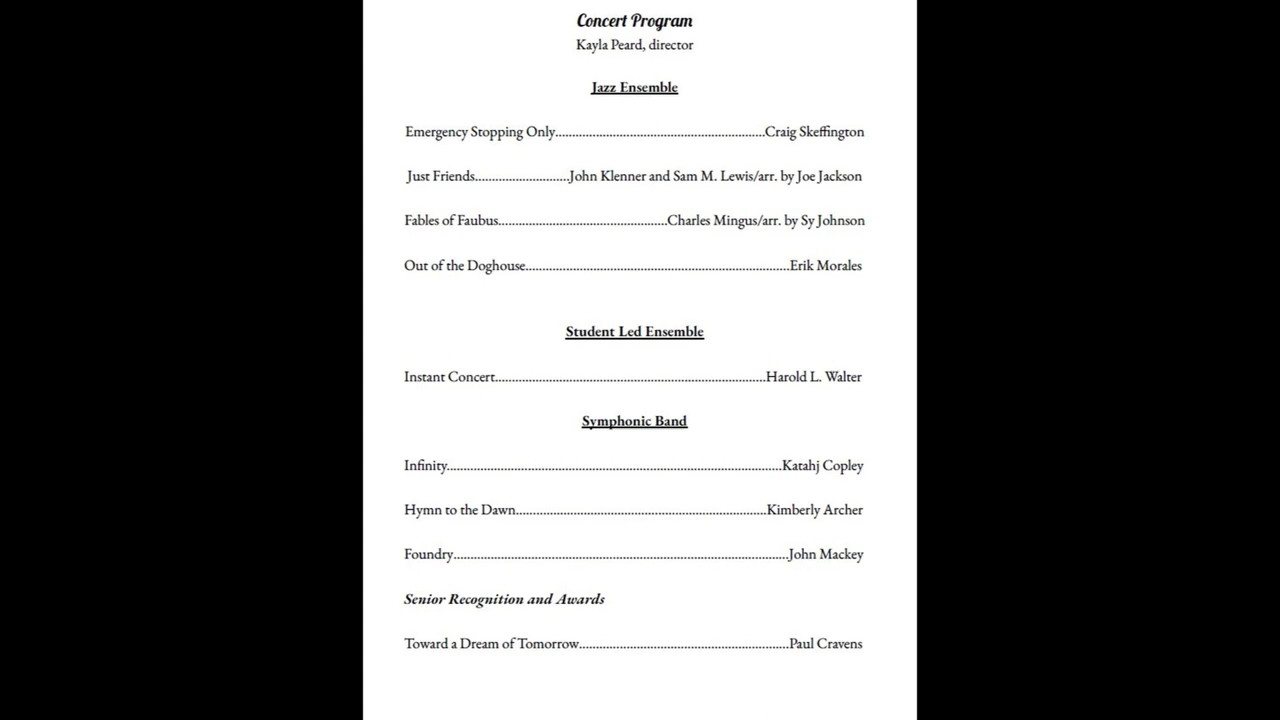 Concert Program
Kayla Peard, director
Jazz Ensemble
Emergency Stopping Only...............................................................Craig Skeffington
Just Friends............................John Klenner and Sam M. Lewis/arr. by Joe Jackson
Fables of Faubus...................................................Charles Mingus/arr. by Sy Johnson
Out of the Doghouse................................................................................Erik Morales
Student Led Ensemble
Instant Concert..................................................................................Harold L. Walter
Symphonic Band
Infinity.....................................................................................................Katahj Copley
Hymn to the Dawn............................................................................Kimberly Archer
Foundry.....................................................................................................John Mackey
Senior Recognition and Awards
Toward a Dream of Tomorrow...............................................................Paul Cravens